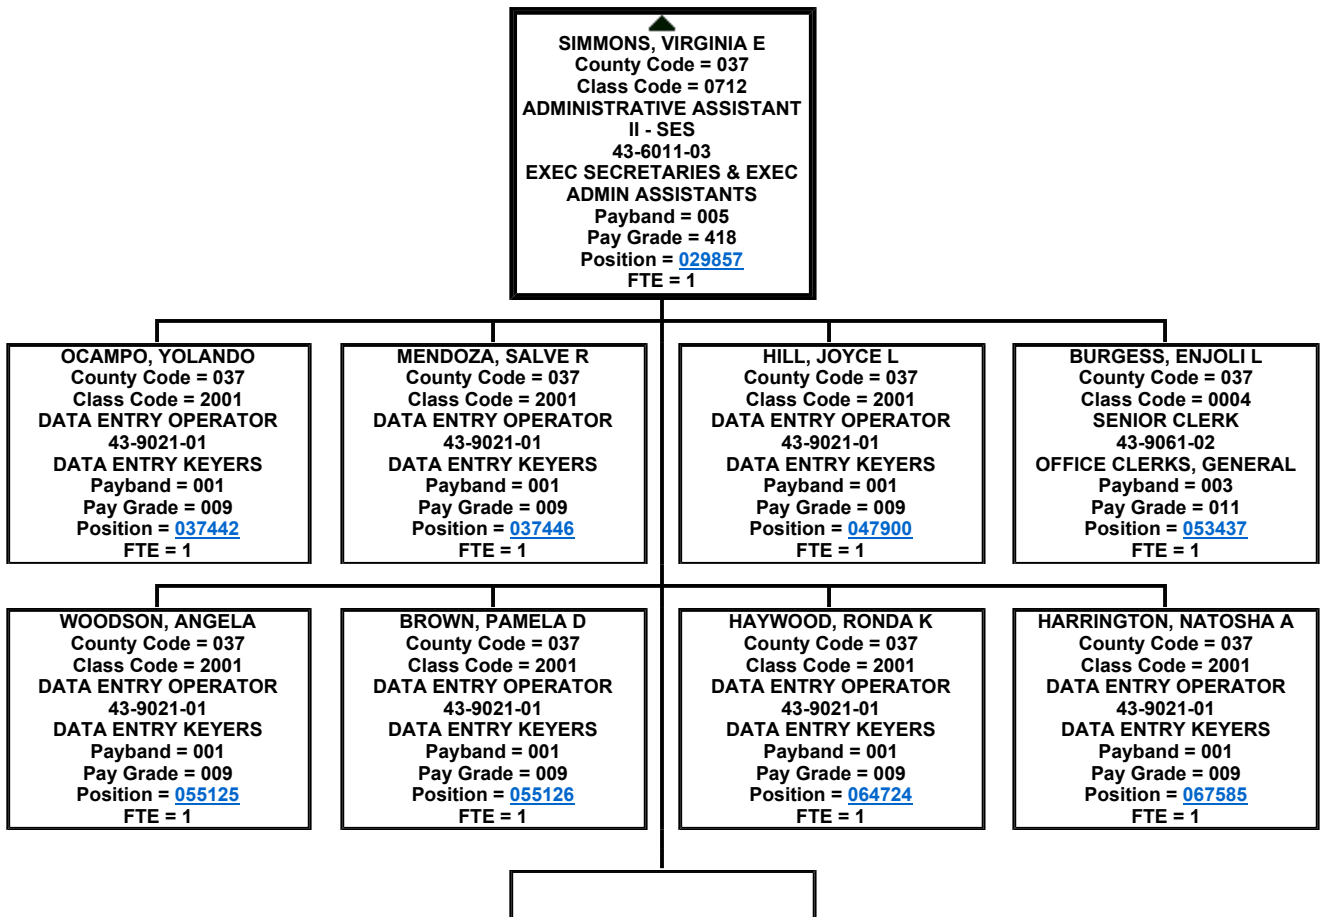 SIMMONS, VIRGINIA E
County Code = 037
Class Code = 0712
ADMINISTRATIVE ASSISTANT
II - SES
43-6011-03
EXEC SECRETARIES & EXEC
ADMIN ASSISTANTS
Payband = 005
Pay Grade = 418
Position = 029857
FTE = 1
OCAMPO, YOLANDO
County Code = 037
Class Code = 2001
DATA ENTRY OPERATOR
43-9021-01
DATA ENTRY KEYERS
Payband = 001
Pay Grade = 009
Position = 037442
FTE = 1
MENDOZA, SALVE R
County Code = 037
Class Code = 2001
DATA ENTRY OPERATOR
43-9021-01
DATA ENTRY KEYERS
Payband = 001
Pay Grade = 009
Position = 037446
FTE = 1
HILL, JOYCE L
County Code = 037
Class Code = 2001
DATA ENTRY OPERATOR
43-9021-01
DATA ENTRY KEYERS
Payband = 001
Pay Grade = 009
Position = 047900
FTE = 1
BURGESS, ENJOLI L
County Code = 037
Class Code = 0004
SENIOR CLERK
43-9061-02
OFFICE CLERKS, GENERAL
Payband = 003
Pay Grade = 011
Position = 053437
FTE = 1
WOODSON, ANGELA
County Code = 037
Class Code = 2001
DATA ENTRY OPERATOR
43-9021-01
DATA ENTRY KEYERS
Payband = 001
Pay Grade = 009
Position = 055125
FTE = 1
BROWN, PAMELA D
County Code = 037
Class Code = 2001
DATA ENTRY OPERATOR
43-9021-01
DATA ENTRY KEYERS
Payband = 001
Pay Grade = 009
Position = 055126
FTE = 1
HAYWOOD, RONDA K
County Code = 037
Class Code = 2001
DATA ENTRY OPERATOR
43-9021-01
DATA ENTRY KEYERS
Payband = 001
Pay Grade = 009
Position = 064724
FTE = 1
HARRINGTON, NATOSHA A
County Code = 037
Class Code = 2001
DATA ENTRY OPERATOR
43-9021-01
DATA ENTRY KEYERS
Payband = 001
Pay Grade = 009
Position = 067585
FTE = 1